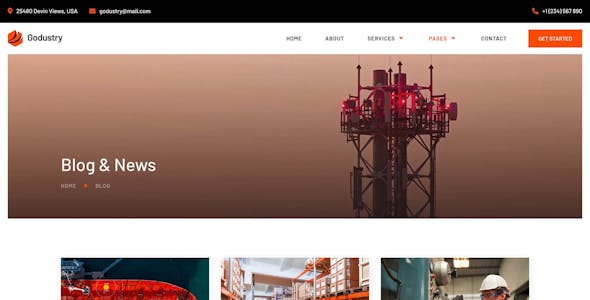 25480 Devin Views, USA godustry@mail.com +1 (234) 567 890
Godustry HOME ABOUT SERVICES PAGES CONTACT GET STARTED
Blog & News
HOME BLOG